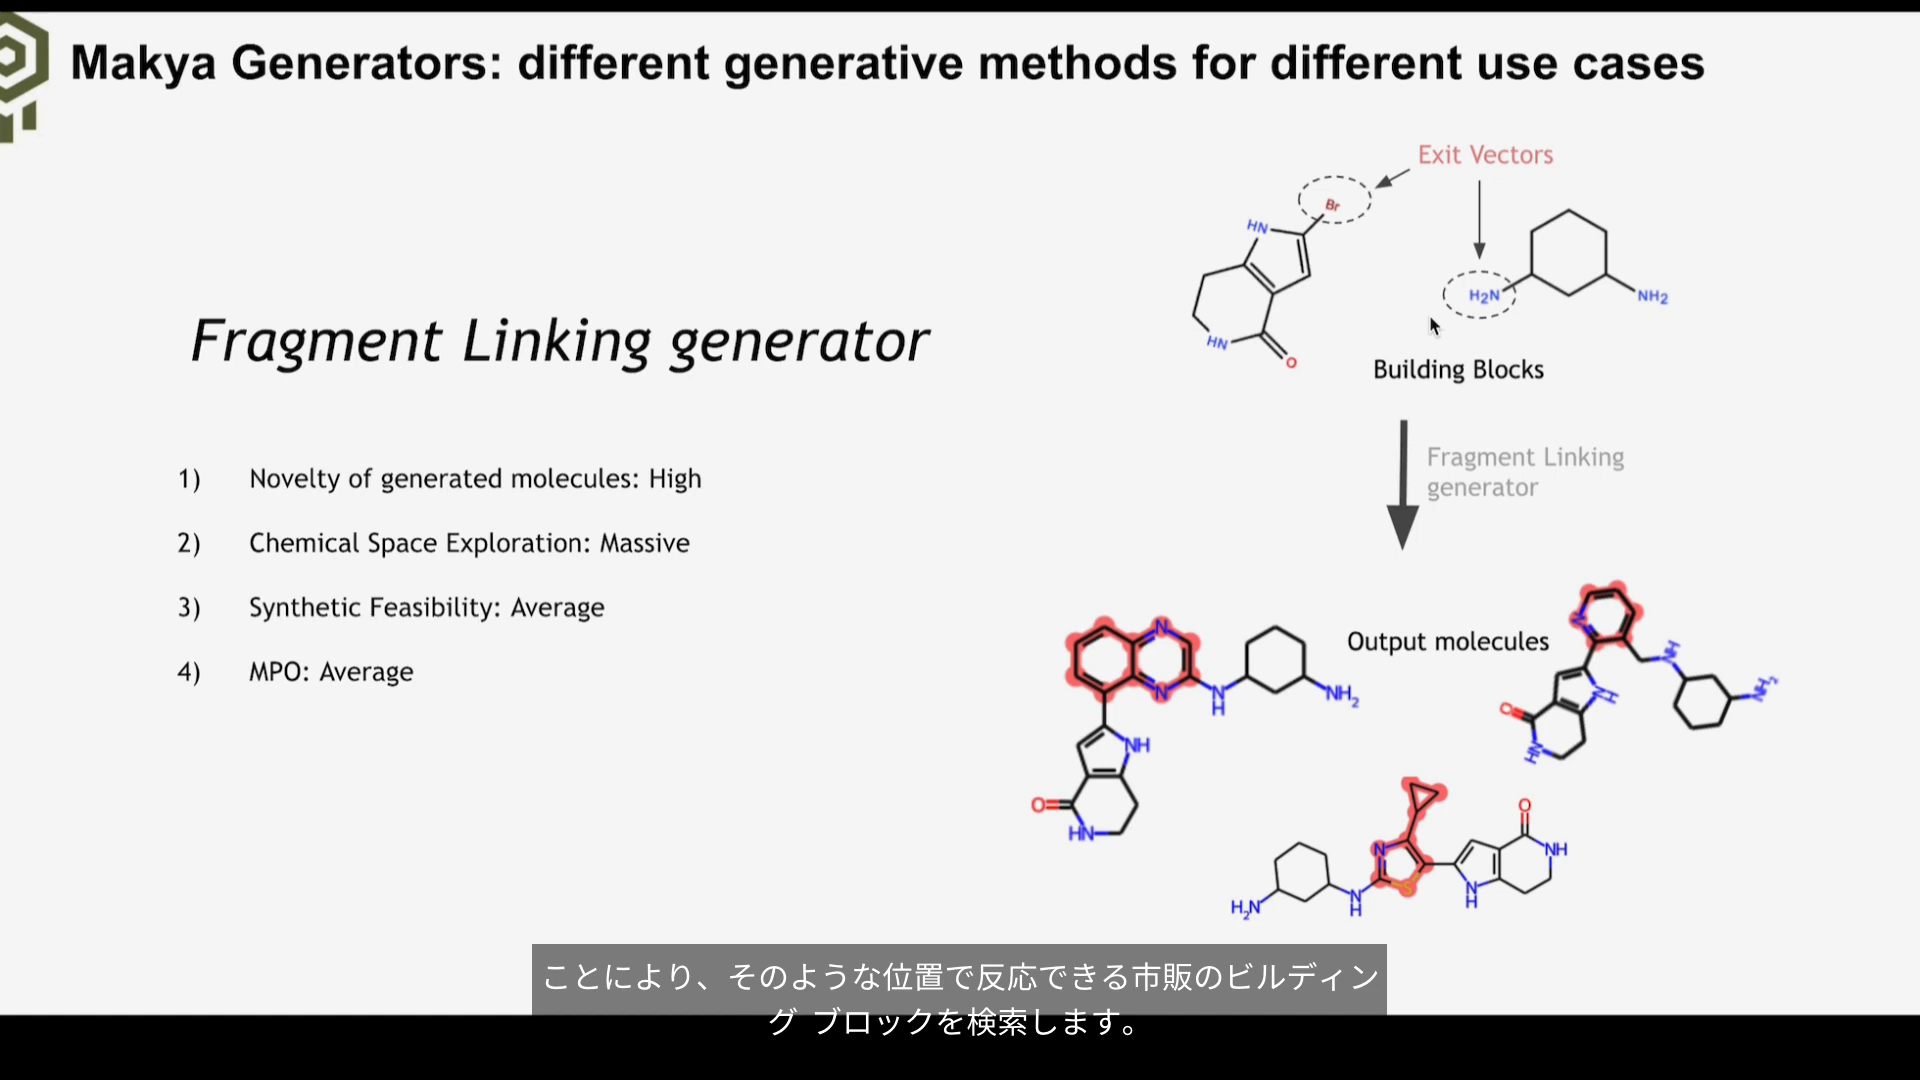 Makya Generators: different generative methods for different use cases
Exit Vectors
Br
HN
H2N
NH2
HN
O
Building Blocks
Fragment Linking generator
Fragment Linking
generator
1) Novelty of generated molecules: High
2) Chemical Space Exploration: Massive
3) Synthetic Feasibility: Average
4) MPO: Average
Output molecules
N
N
N
H
NH2
NH
O
HN
N
NH
NH2
NH
O
HN
N
S
N
H
H2N
O
NH
N
H
ことにより、そのような位置で反応できる市販のビルディン
グ ブロックを検索します。